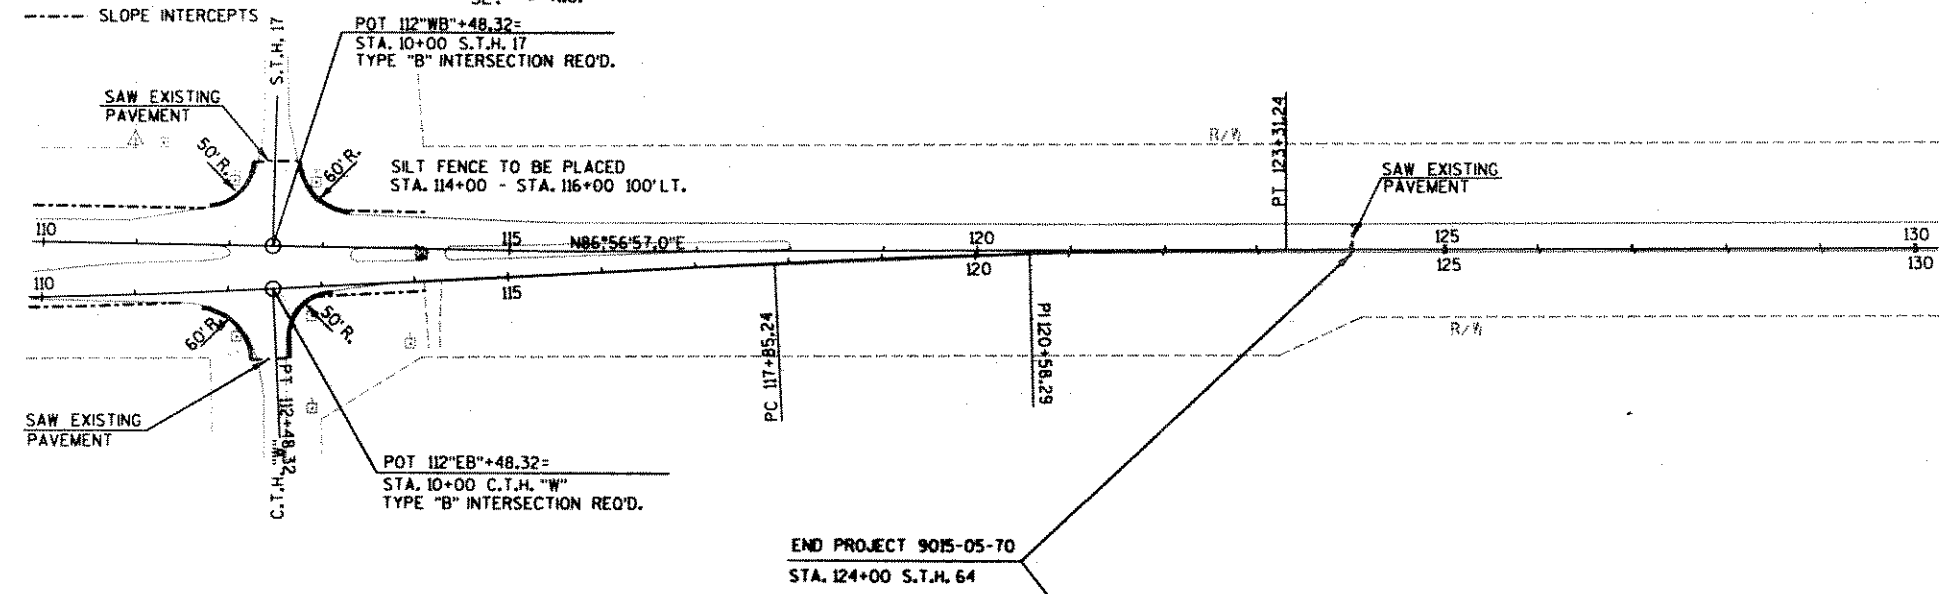 SLOPE INTERCEPTS
S.T.H. 17
POT 112"WB"+48.32=
STA. 10+00 S.T.H. 17
TYPE "B" INTERSECTION REQ'D.
SAW EXISTING
PAVEMENT
50' R.
60' R.
SILT FENCE TO BE PLACED
STA. 114+00 - STA. 116+00 100' LT.
R/W
PT 123+31.24
SAW EXISTING
PAVEMENT
110
115
N86°56'57.0"E
120
125
130
110
115
120
125
130
60' R.
50' R.
PC 117+85.24
PI 120+58.29
R/W
SAW EXISTING
PAVEMENT
PT 112+48.32
C.T.H. "W"
POT 112"EB"+48.32=
STA. 10+00 C.T.H. "W"
TYPE "B" INTERSECTION REQ'D.
END PROJECT 9015-05-70
STA. 124+00 S.T.H. 64